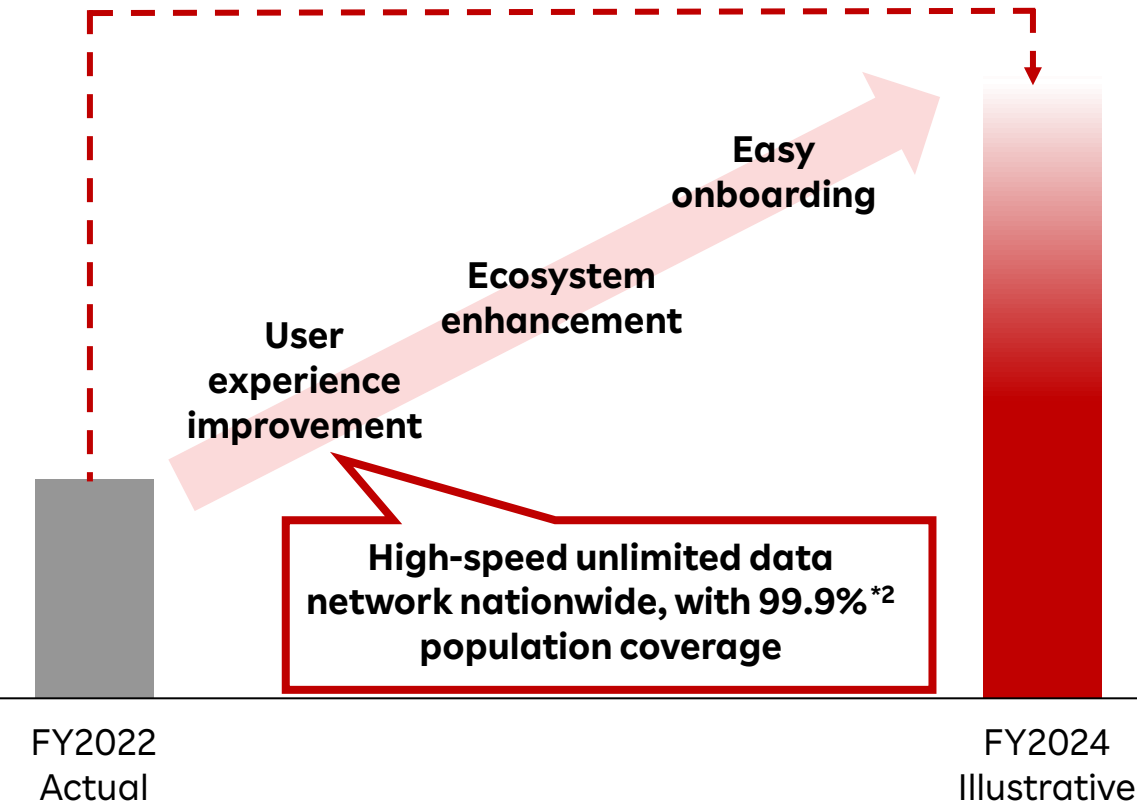 Easy
onboarding
Ecosystem
enhancement
User
experience
improvement
High-speed unlimited data
network nationwide, with 99.9%*2
population coverage
FY2022
Actual
FY2024
Illustrative